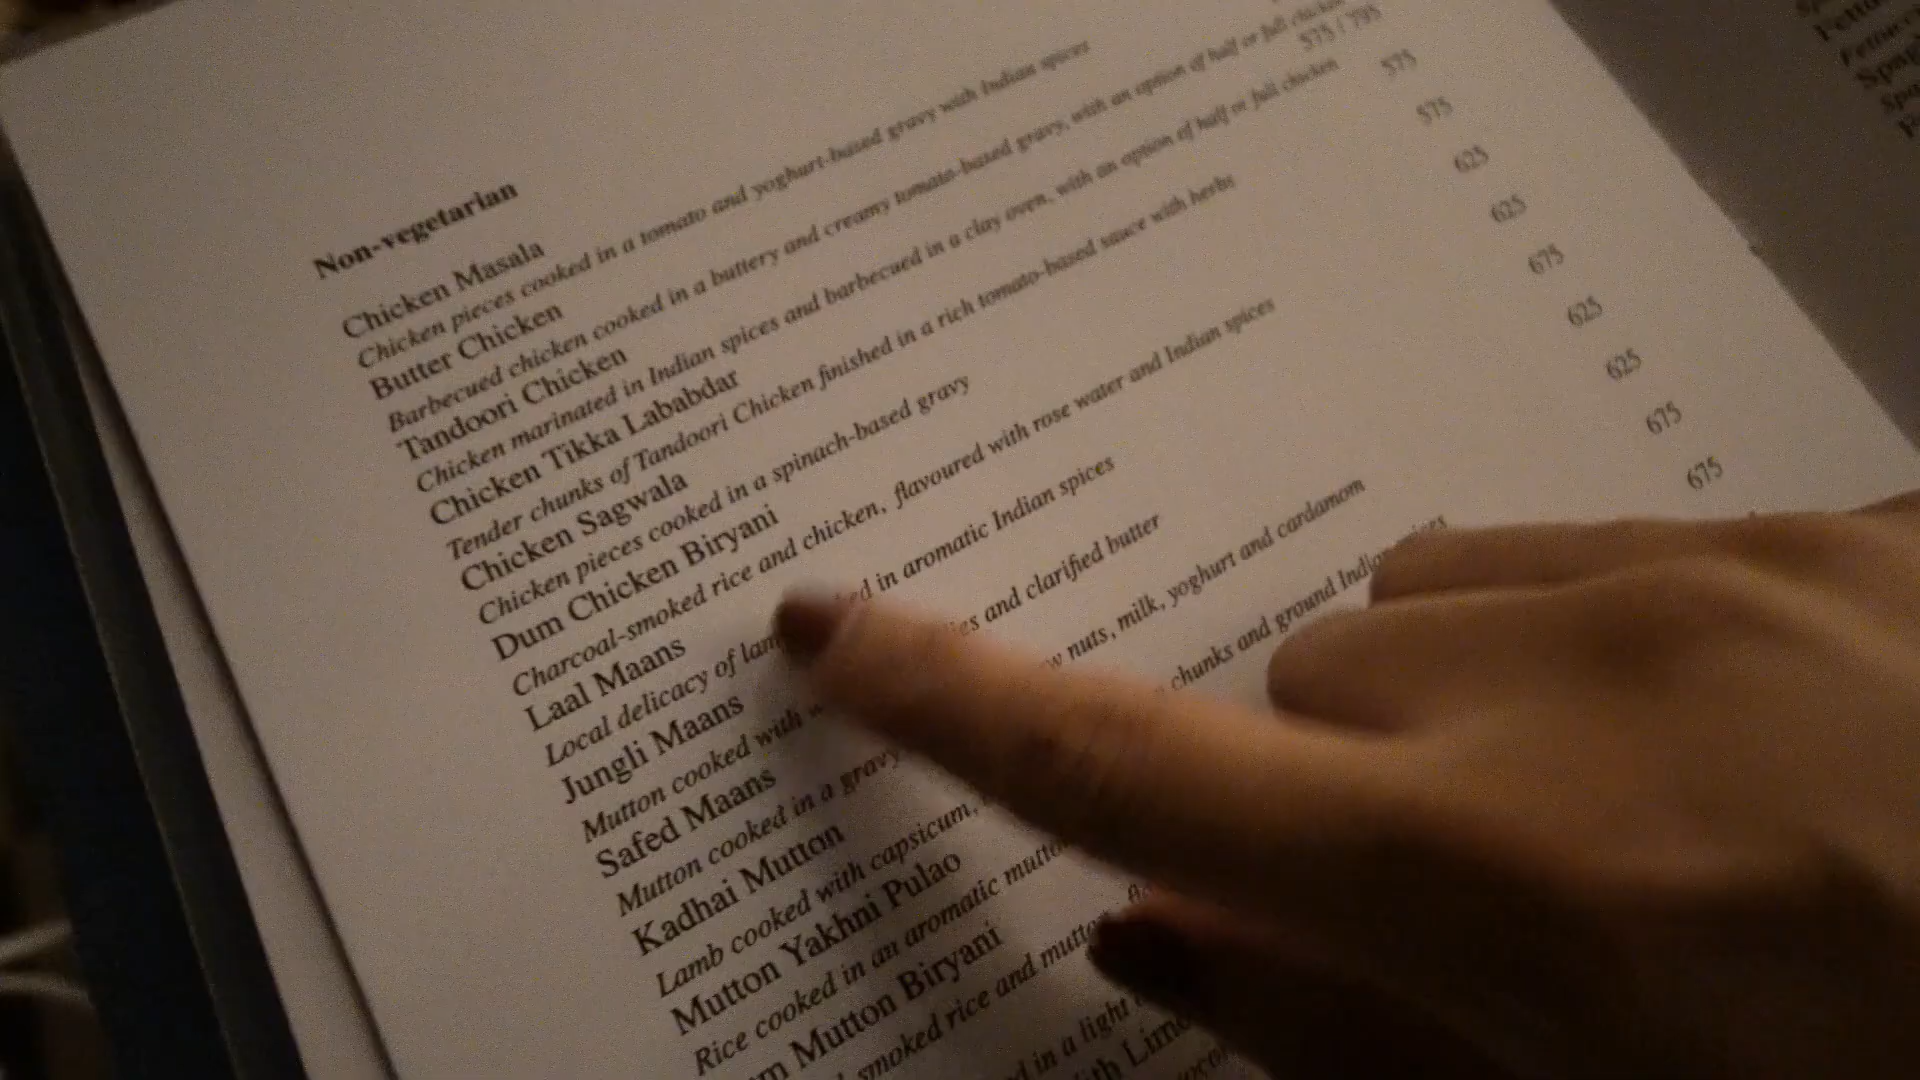 Non-vegetarian
Chicken Masala
Chicken pieces cooked in a tomato and yoghurt-based gravy with Indian spices
Butter Chicken 575 / 795
Barbecued chicken cooked in a buttery and creamy tomato-based gravy, with an option of half or full chicken
Tandoori Chicken 575
Chicken marinated in Indian spices and barbecued in a clay oven, with an option of half or full chicken
Chicken Tikka Lababdar 575
Tender chunks of Tandoori Chicken finished in a rich tomato-based sauce with herbs
Chicken Sagwala 625
Chicken pieces cooked in a spinach-based gravy
Dum Chicken Biryani 625
Charcoal-smoked rice and chicken, flavoured with rose water and Indian spices
Laal Maans 675
Local delicacy of in aromatic Indian spices
Jungli Maans 625
Mutton cooked with and clarified butter
Safed Maans 625
Mutton cooked in a gravy nuts, milk, yoghurt and cardamom
Kadhai Mutton 675
Lamb cooked with capsicum, chunks and ground Indian spices
Mutton Yakhni Pulao 675
Rice cooked in an aromatic
Mutton Biryani
smoked rice and
in a light